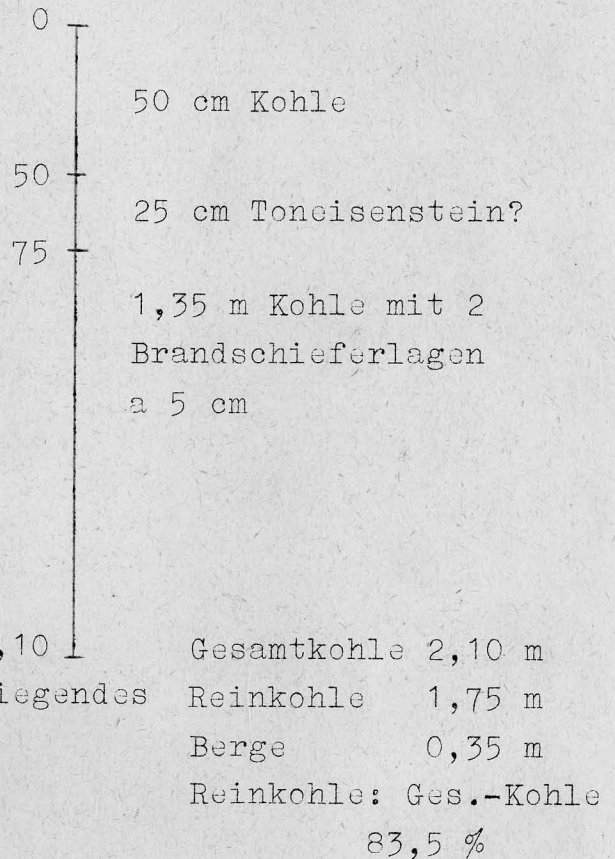 0
50 cm Kohle
50
25 cm Toneisenstein?
75
1,35 m Kohle mit 2
Brandschieferlagen
a 5 cm
,10 Gesamtkohle 2,10 m
iegendes Reinkohle 1,75 m
Berge 0,35 m
Reinkohle: Ges.-Kohle
83,5 %